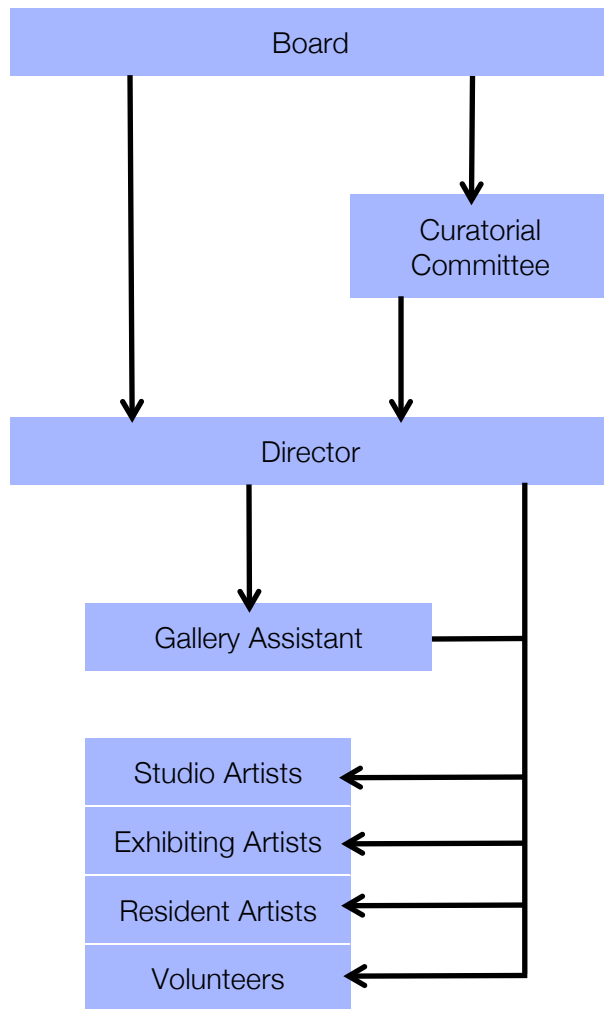 Board
Curatorial
Committee
Director
Gallery Assistant
Studio Artists
Exhibiting Artists
Resident Artists
Volunteers